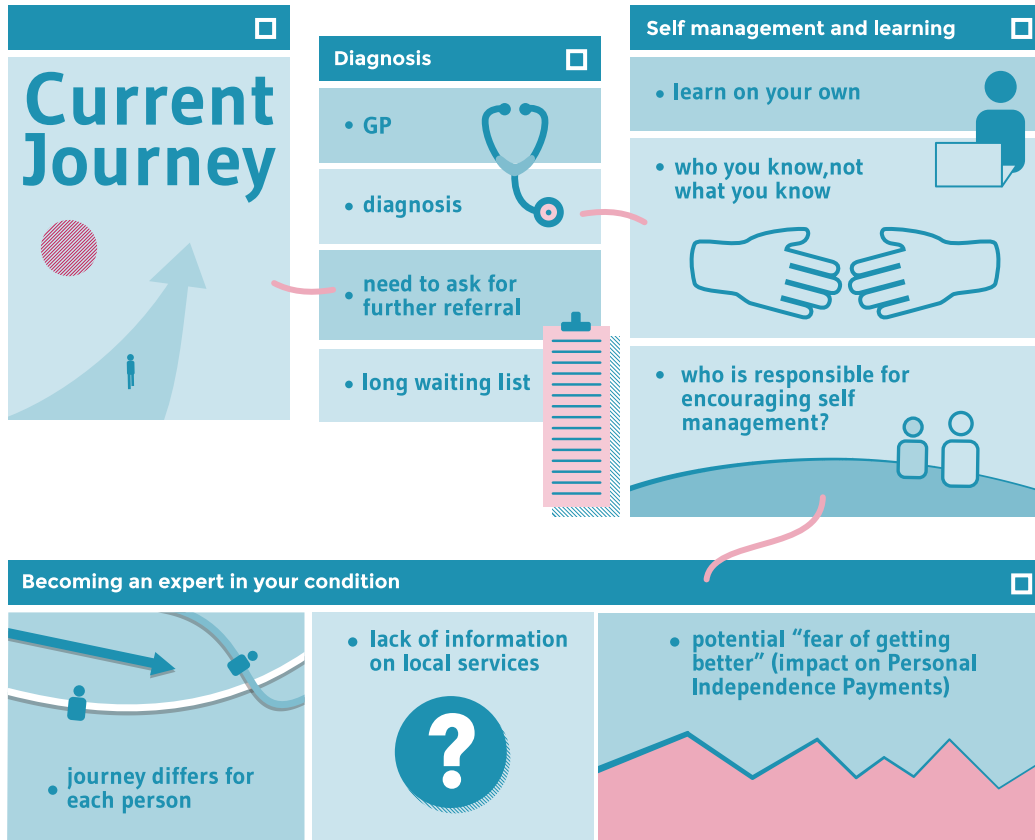 Current
Journey
Diagnosis
• GP
• diagnosis
• need to ask for
further referral
• long waiting list
Self management and learning
• learn on your own
• who you know,not
what you know
• who is responsible for
encouraging self
management?
Becoming an expert in your condition
• journey differs for
each person
• lack of information
on local services
?
• potential “fear of getting
better” (impact on Personal
Independence Payments)